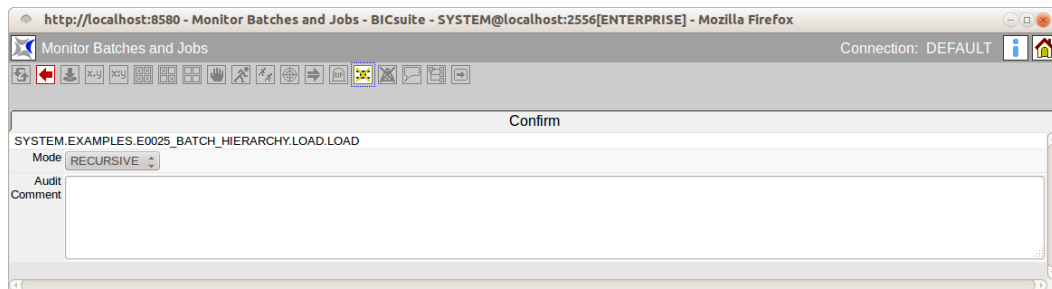 http://localhost:8580 - Monitor Batches and Jobs - BICsuite - SYSTEM@localhost:2556[ENTERPRISE] - Mozilla Firefox
Monitor Batches and Jobs Connection: DEFAULT
x+y x=y RIP
Confirm
SYSTEM.EXAMPLES.E0025_BATCH_HIERARCHY.LOAD.LOAD
Mode RECURSIVE
Audit
Comment